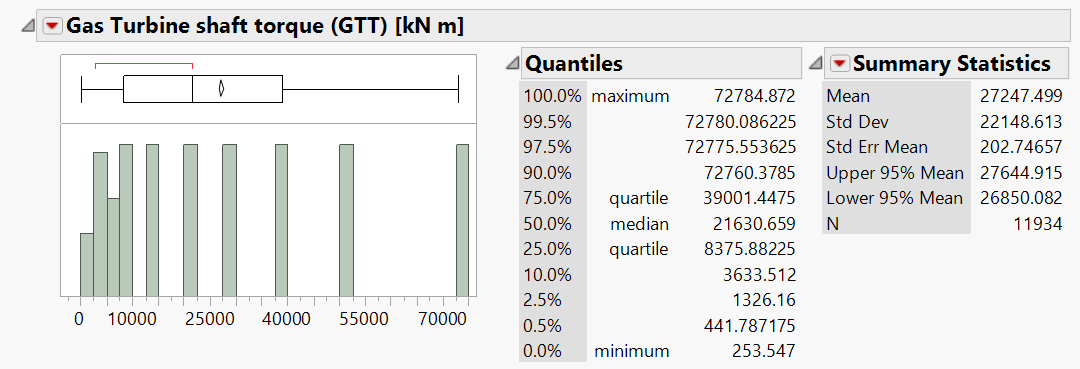 Gas Turbine shaft torque (GTT) [kN m]
0 10000 25000 40000 55000 70000
Quantiles
100.0% maximum 72784.872
99.5% 72780.086225
97.5% 72775.553625
90.0% 72760.3785
75.0% quartile 39001.4475
50.0% median 21630.659
25.0% quartile 8375.88225
10.0% 3633.512
2.5% 1326.16
0.5% 441.787175
0.0% minimum 253.547
Summary Statistics
Mean 27247.499
Std Dev 22148.613
Std Err Mean 202.74657
Upper 95% Mean 27644.915
Lower 95% Mean 26850.082
N 11934